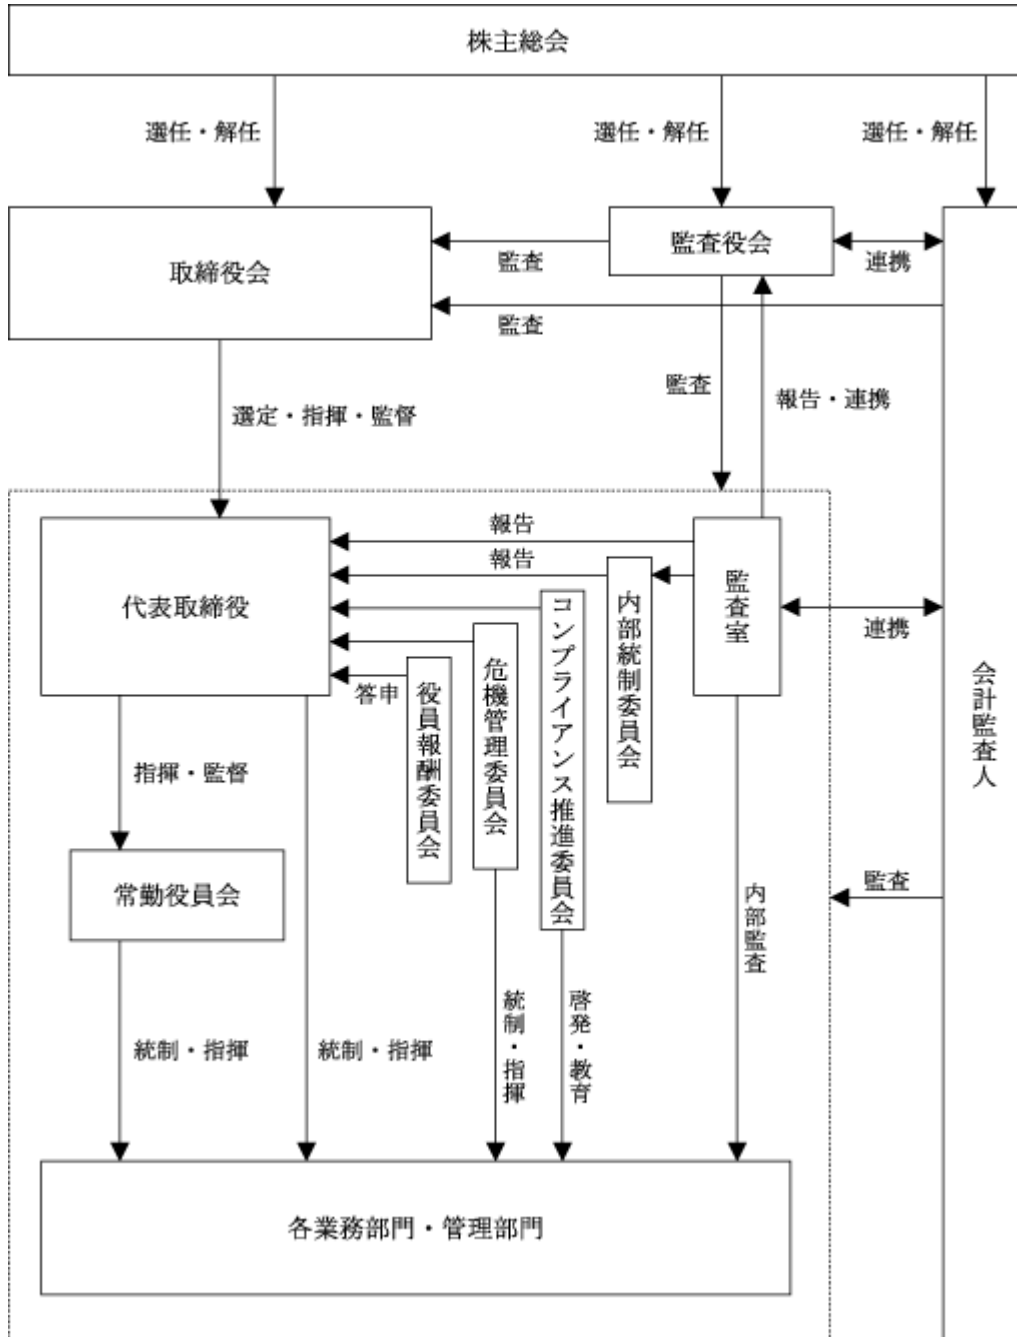 株主総会
選任・解任
選任・解任
選任・解任
取締役会
監査役会
監査
連携
監査
監査
報告・連携
選定・指揮・監督
代表取締役
報告
報告
答申
役員報酬委員会
危機管理委員会
コンプライアンス推進委員会
内部統制委員会
監査室
連携
会計監査人
指揮・監督
常勤役員会
監査
内部監査
統制・指揮
統制・指揮
統制・指揮
啓発・教育
各業務部門・管理部門